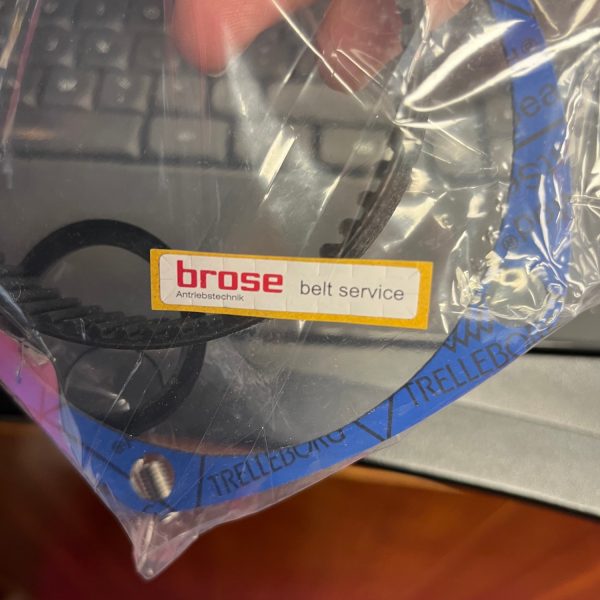 brose
Antriebstechnik
belt service
TRELLEBORG
TRELLEBORG